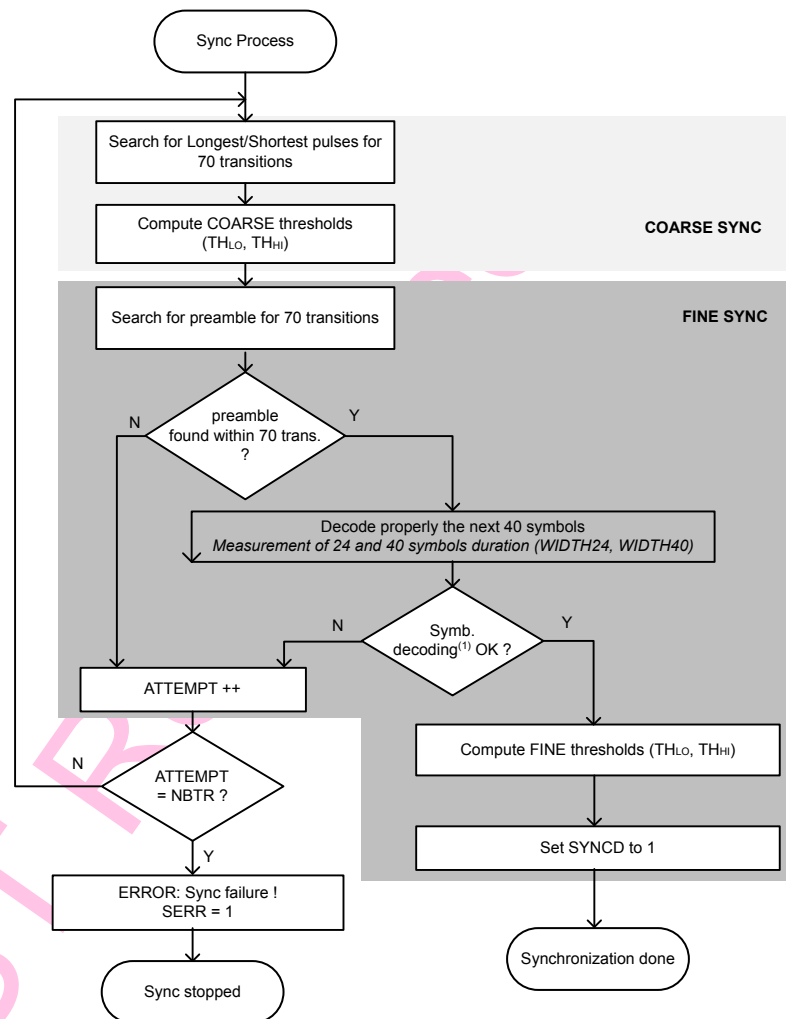 Sync Process
Search for Longest/Shortest pulses for
70 transitions
Compute COARSE thresholds
(THLO, THHI)
COARSE SYNC
Search for preamble for 70 transitions
FINE SYNC
N
preamble
found within 70 trans.
?
Y
Decode properly the next 40 symbols
Measurement of 24 and 40 symbols duration (WIDTH24, WIDTH40)
N
Symb.
decoding(1) OK ?
Y
ATTEMPT ++
Compute FINE thresholds (THLO, THHI)
N
ATTEMPT
= NBTR ?
Y
Set SYNCD to 1
ERROR: Sync failure !
SERR = 1
Synchronization done
Sync stopped